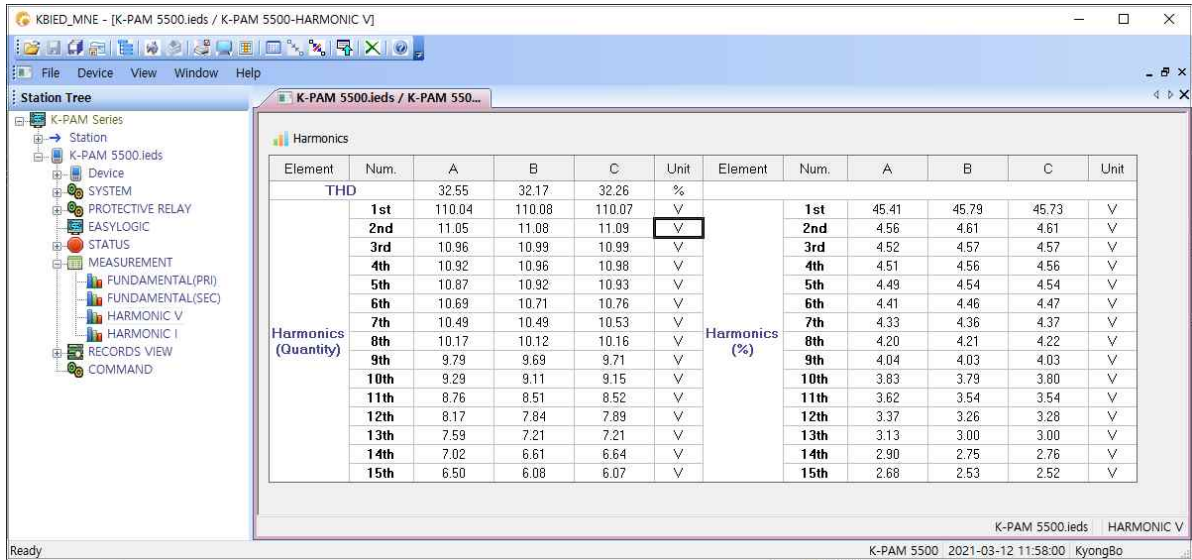 KBIED_MNE - [K-PAM 5500.ieds / K-PAM 5500-HARMONIC V]
File Device View Window Help
Station Tree
K-PAM 5500.ieds / K-PAM 550...
K-PAM Series
Station
K-PAM 5500.ieds
Device
SYSTEM
PROTECTIVE RELAY
EASYLOGIC
STATUS
MEASUREMENT
FUNDAMENTAL(PRI)
FUNDAMENTAL(SEC)
HARMONIC V
HARMONIC I
RECORDS VIEW
COMMAND
Harmonics
Element Num. A B C Unit Element Num. A B C Unit
THD 32.55 32.17 32.26 %
Harmonics (Quantity)
Harmonics (%)
1st 110.04 110.08 110.07 V 1st 45.41 45.79 45.73 V
2nd 11.05 11.08 11.09 V 2nd 4.56 4.61 4.61 V
3rd 10.96 10.99 10.99 V 3rd 4.52 4.57 4.57 V
4th 10.92 10.96 10.98 V 4th 4.51 4.56 4.56 V
5th 10.87 10.92 10.93 V 5th 4.49 4.54 4.54 V
6th 10.69 10.71 10.76 V 6th 4.41 4.46 4.47 V
7th 10.49 10.49 10.53 V 7th 4.33 4.36 4.37 V
8th 10.17 10.12 10.16 V 8th 4.20 4.21 4.22 V
9th 9.79 9.69 9.71 V 9th 4.04 4.03 4.03 V
10th 9.29 9.11 9.15 V 10th 3.83 3.79 3.80 V
11th 8.76 8.51 8.52 V 11th 3.62 3.54 3.54 V
12th 8.17 7.84 7.89 V 12th 3.37 3.26 3.28 V
13th 7.59 7.21 7.21 V 13th 3.13 3.00 3.00 V
14th 7.02 6.61 6.64 V 14th 2.90 2.75 2.76 V
15th 6.50 6.08 6.07 V 15th 2.68 2.53 2.52 V
K-PAM 5500.ieds HARMONIC V
Ready K-PAM 5500 2021-03-12 11:58:00 KyongBo